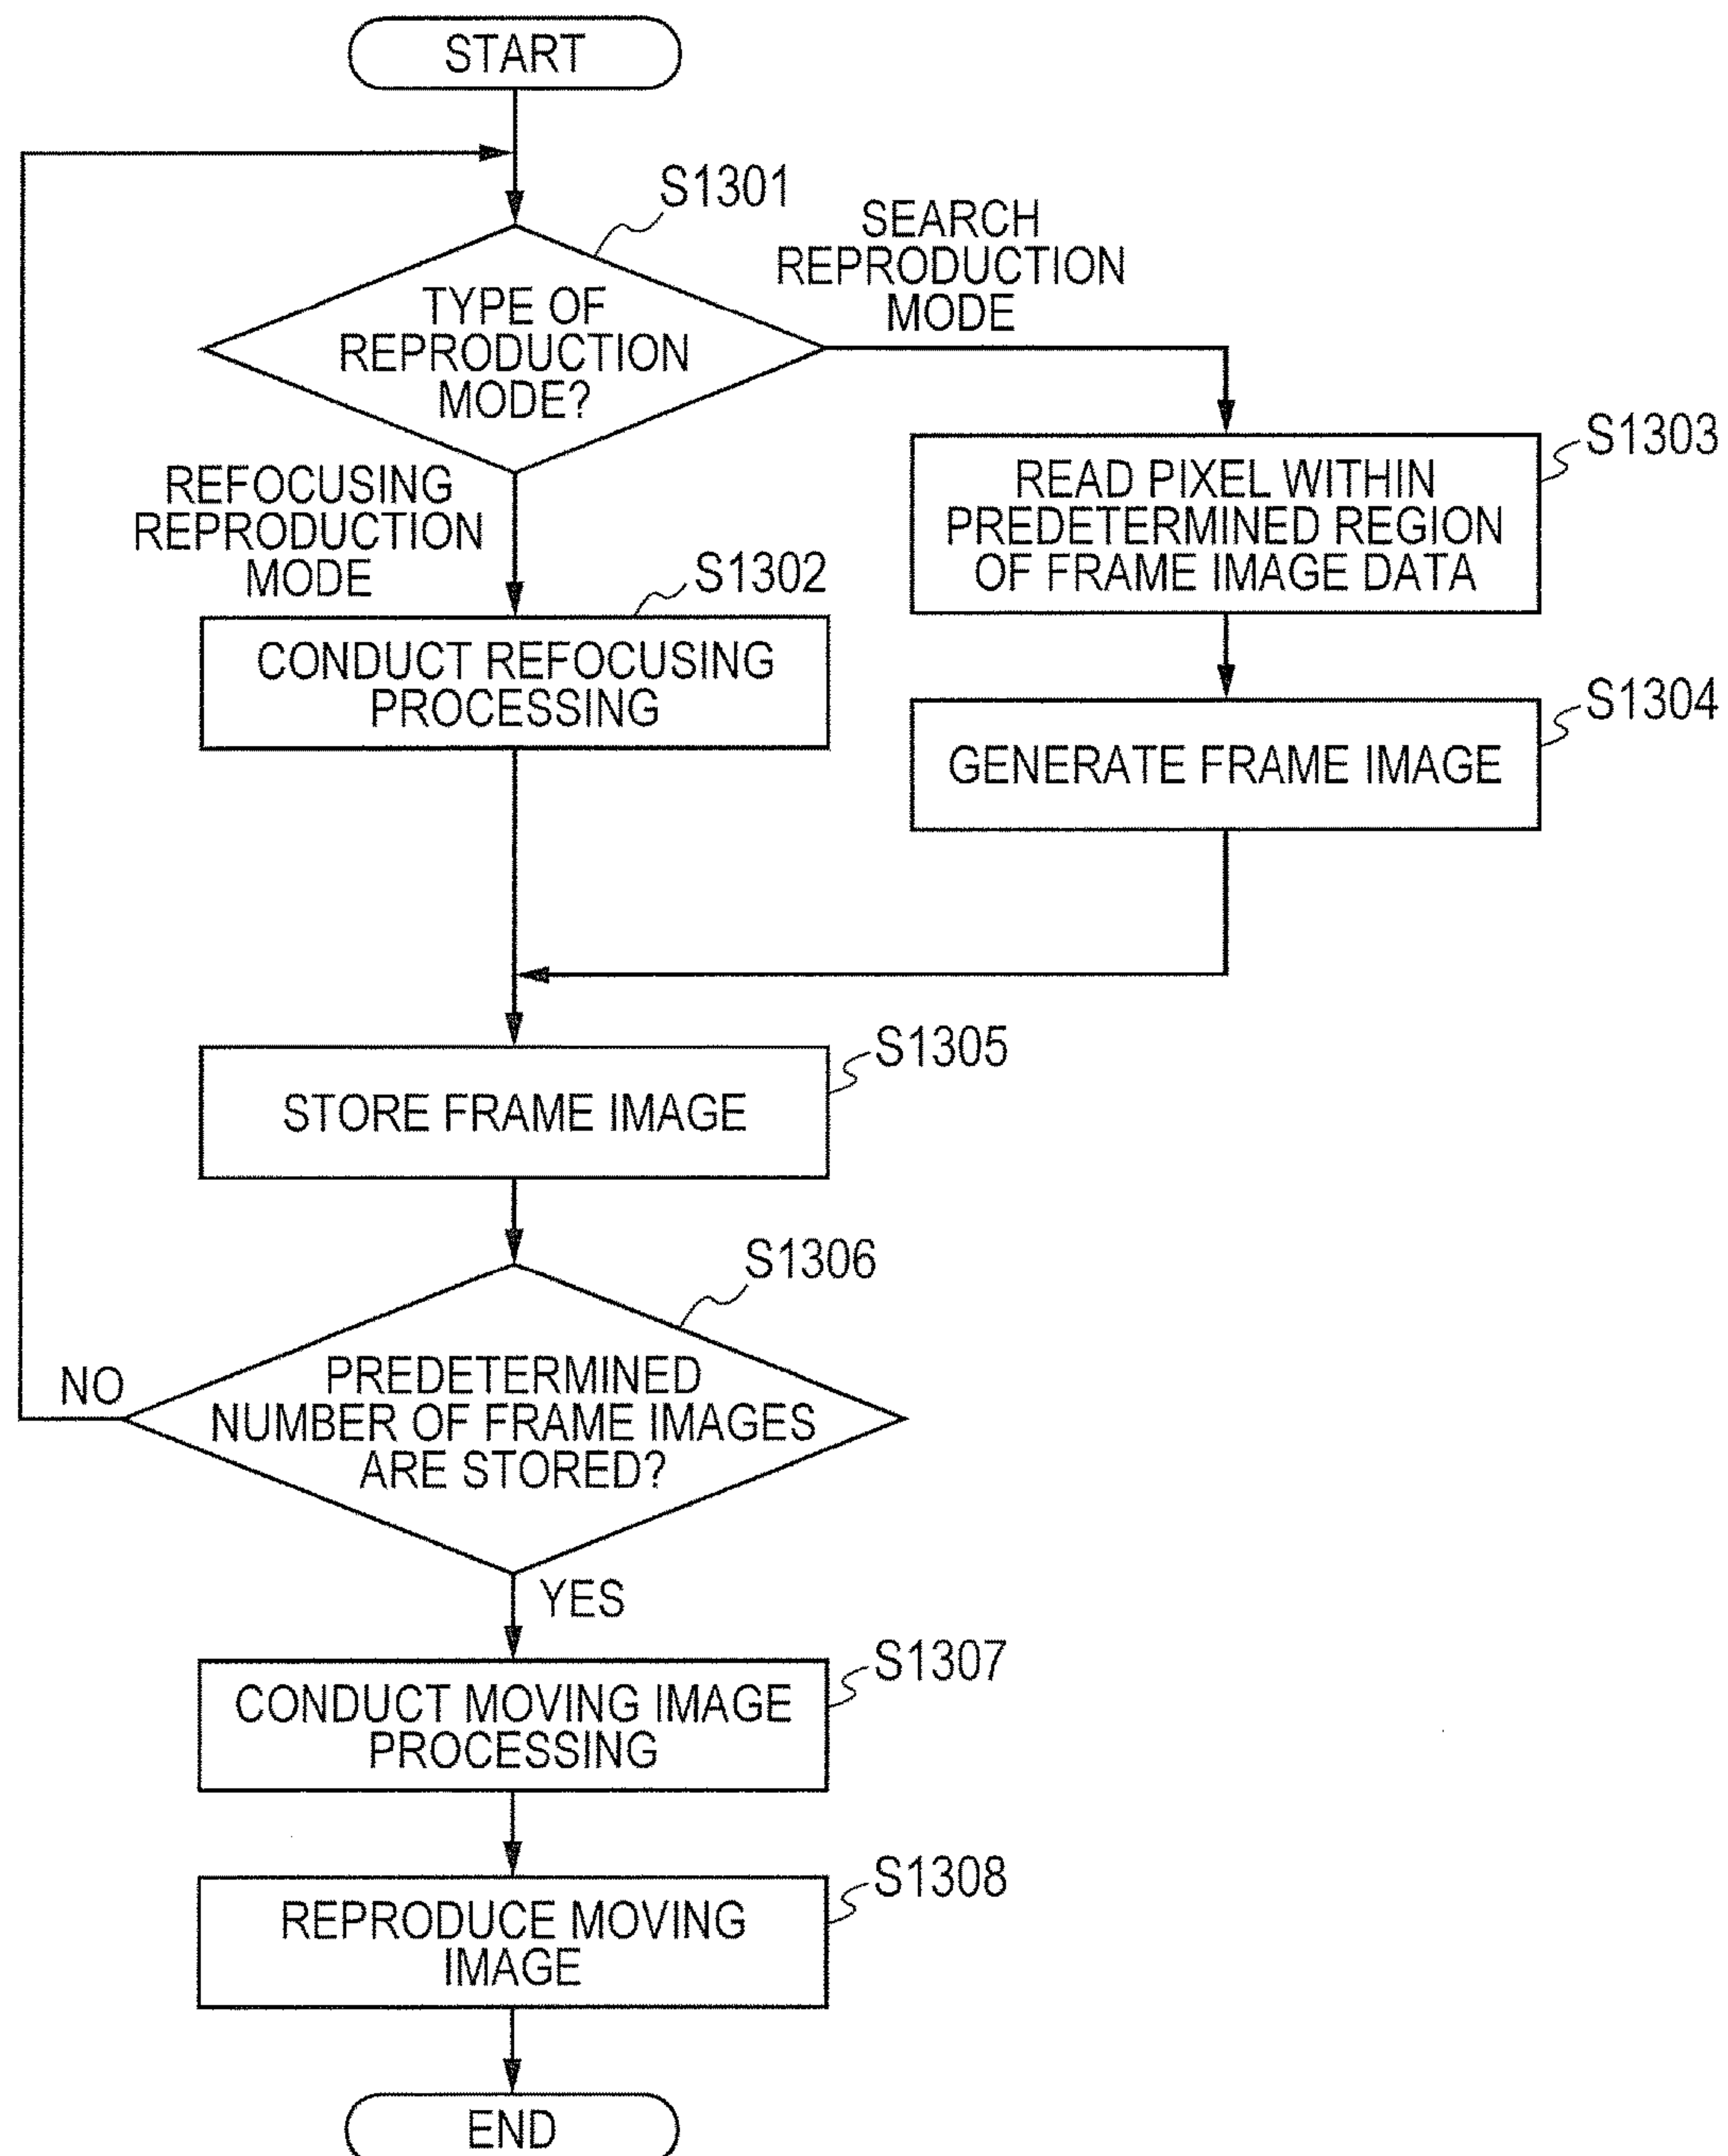 START
S1301
SEARCH
REPRODUCTION
MODE
TYPE OF
REPRODUCTION
MODE?
REFOCUSING
REPRODUCTION
MODE
S1303
READ PIXEL WITHIN
PREDETERMINED REGION
OF FRAME IMAGE DATA
S1302
CONDUCT REFOCUSING
PROCESSING
S1304
GENERATE FRAME IMAGE
S1305
STORE FRAME IMAGE
S1306
PREDETERMINED
NUMBER OF FRAME IMAGES
ARE STORED?
NO
YES
S1307
CONDUCT MOVING IMAGE
PROCESSING
S1308
REPRODUCE MOVING
IMAGE
END